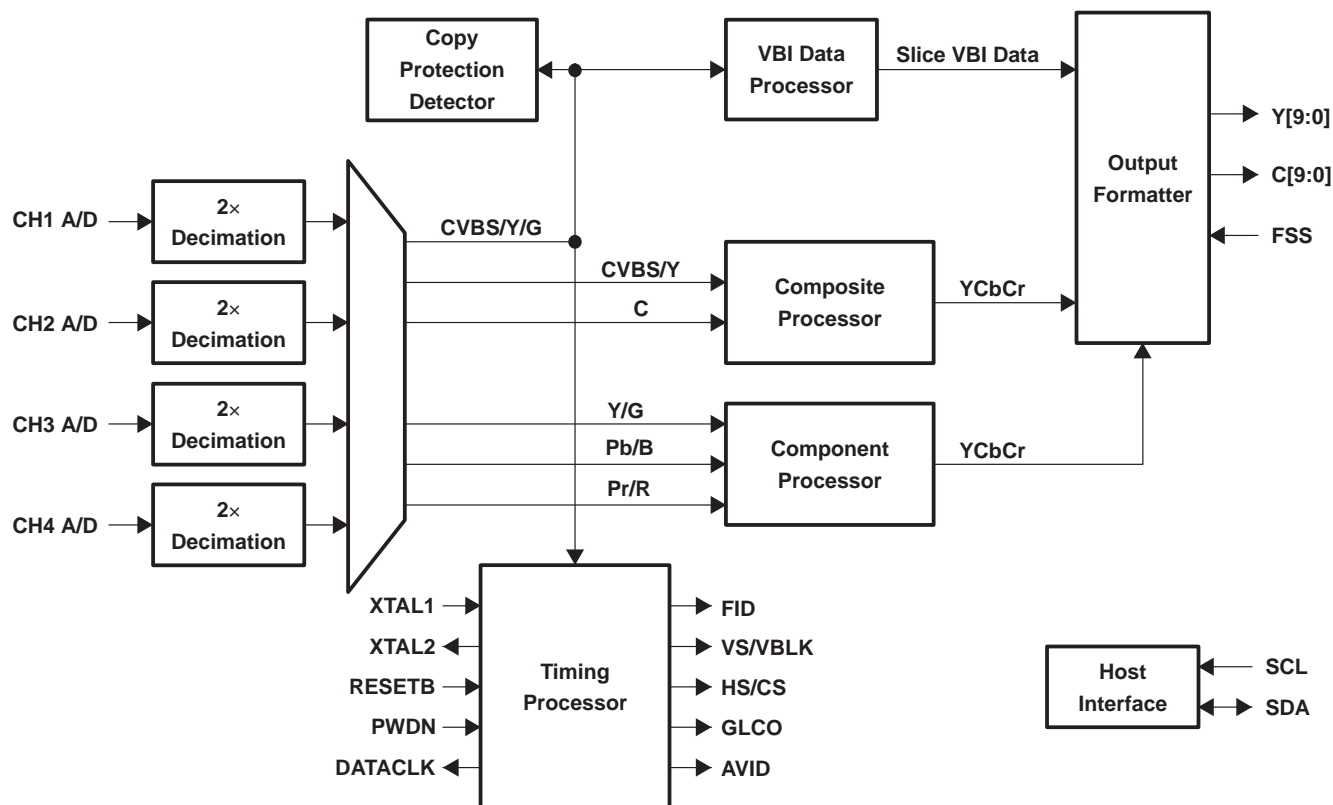 Copy
Protection
Detector
VBI Data
Processor
Slice VBI Data
Output
Formatter
Y[9:0]
C[9:0]
FSS
CH1 A/D
2×
Decimation
CVBS/Y/G
CH2 A/D
2×
Decimation
CVBS/Y
C
Composite
Processor
YCbCr
CH3 A/D
2×
Decimation
Y/G
Pb/B
Pr/R
Component
Processor
YCbCr
CH4 A/D
2×
Decimation
XTAL1
XTAL2
RESETB
PWDN
DATACLK
Timing
Processor
FID
VS/VBLK
HS/CS
GLCO
AVID
Host
Interface
SCL
SDA